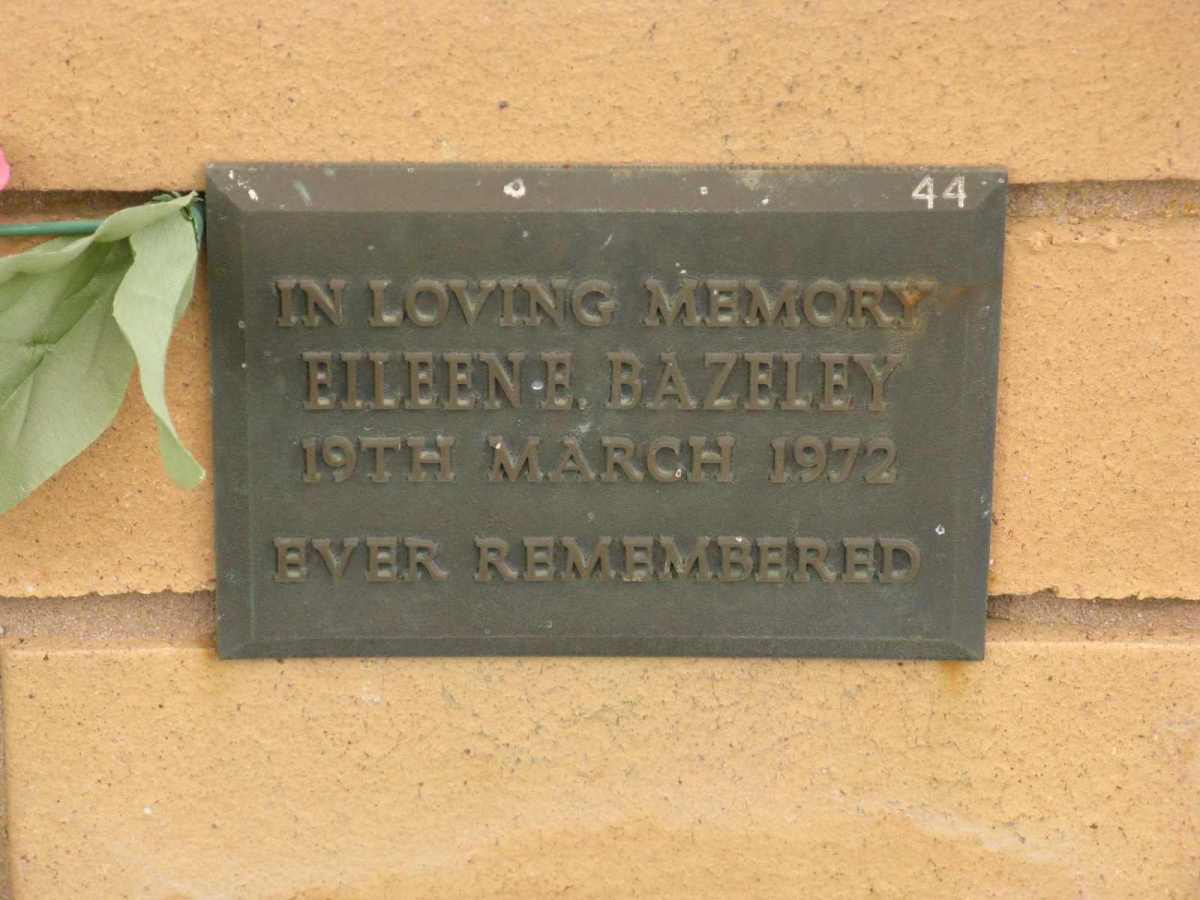 44
IN LOVING MEMORY
EILEEN E. BAZELEY
19TH MARCH 1972
EVER REMEMBERED